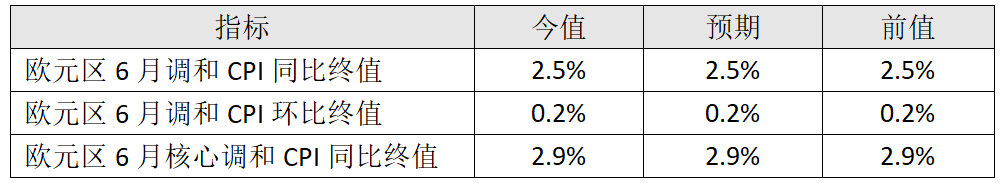 指标 今值 预期 前值
欧元区 6 月调和 CPI 同比终值 2.5% 2.5% 2.5%
欧元区 6 月调和 CPI 环比终值 0.2% 0.2% 0.2%
欧元区 6 月核心调和 CPI 同比终值 2.9% 2.9% 2.9%